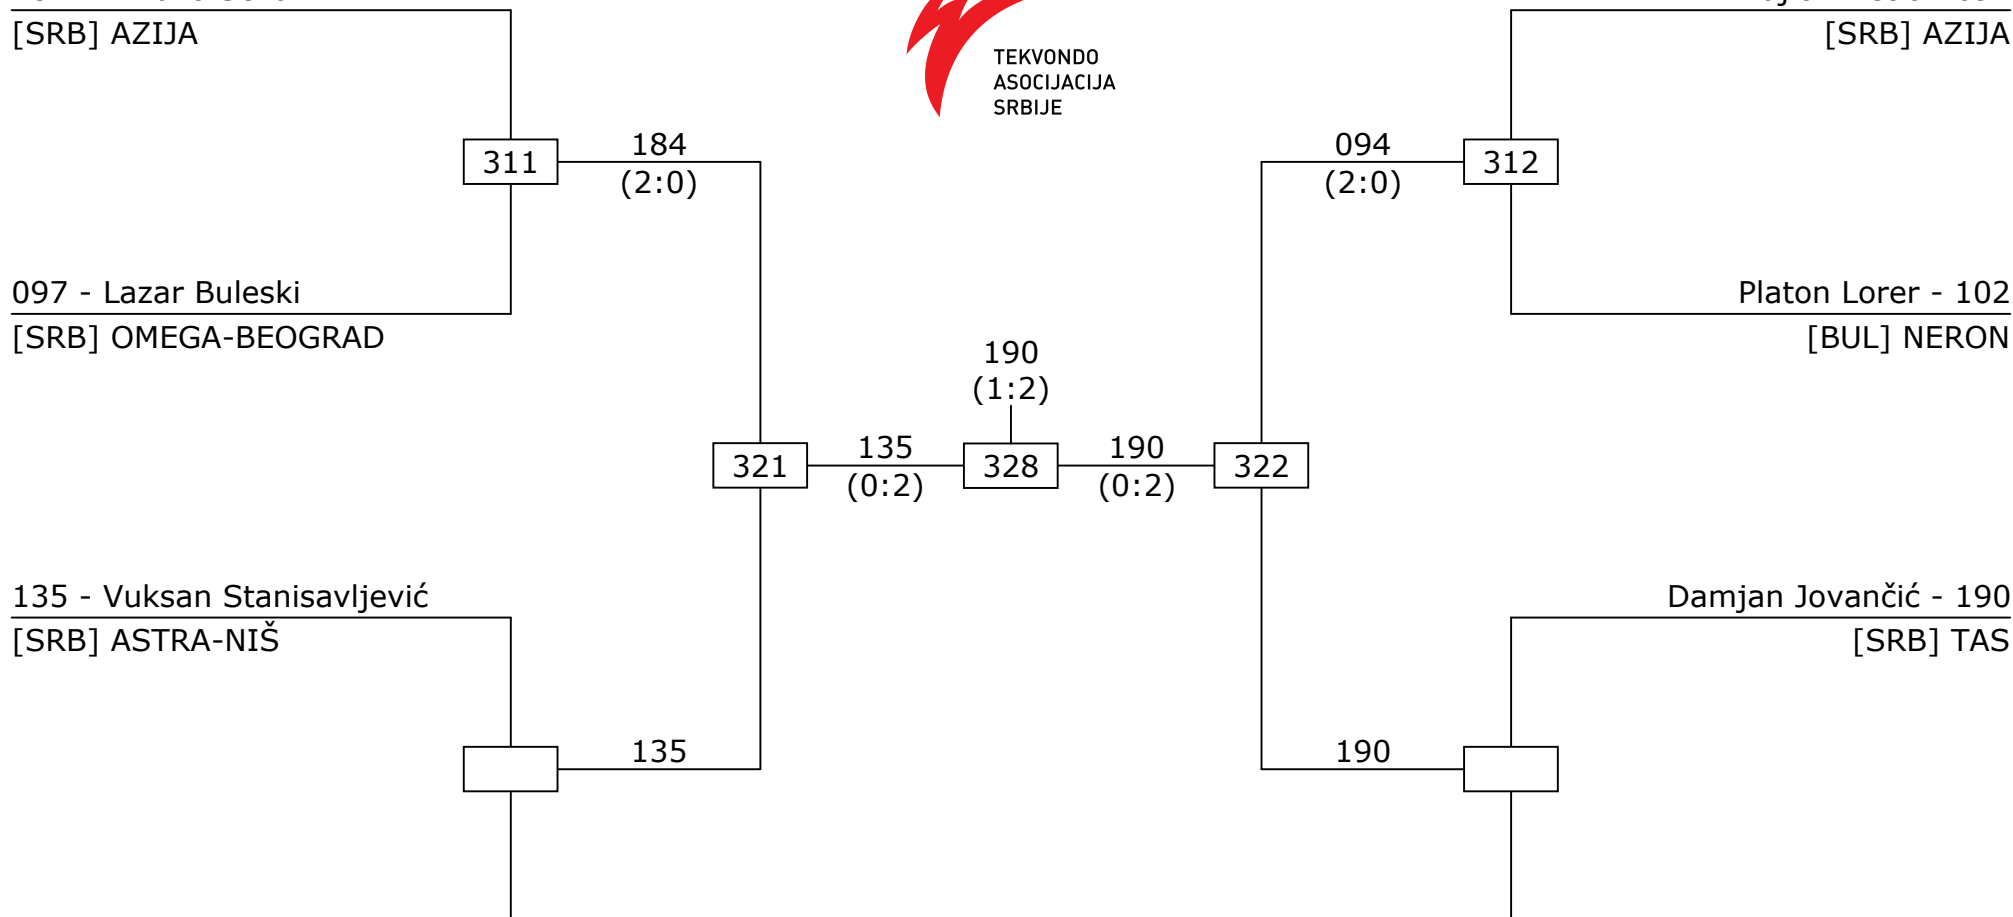 [SRB] AZIJA
[SRB] AZIJA
TEKVONDO
ASOCIJACIJA
SRBIJE
311
184
(2:0)
094
(2:0)
312
097 - Lazar Buleski
[SRB] OMEGA-BEOGRAD
Platon Lorer - 102
[BUL] NERON
190
(1:2)
321
135
(0:2)
328
190
(0:2)
322
135 - Vuksan Stanisavljević
[SRB] ASTRA-NIŠ
Damjan Jovančić - 190
[SRB] TAS
135
190